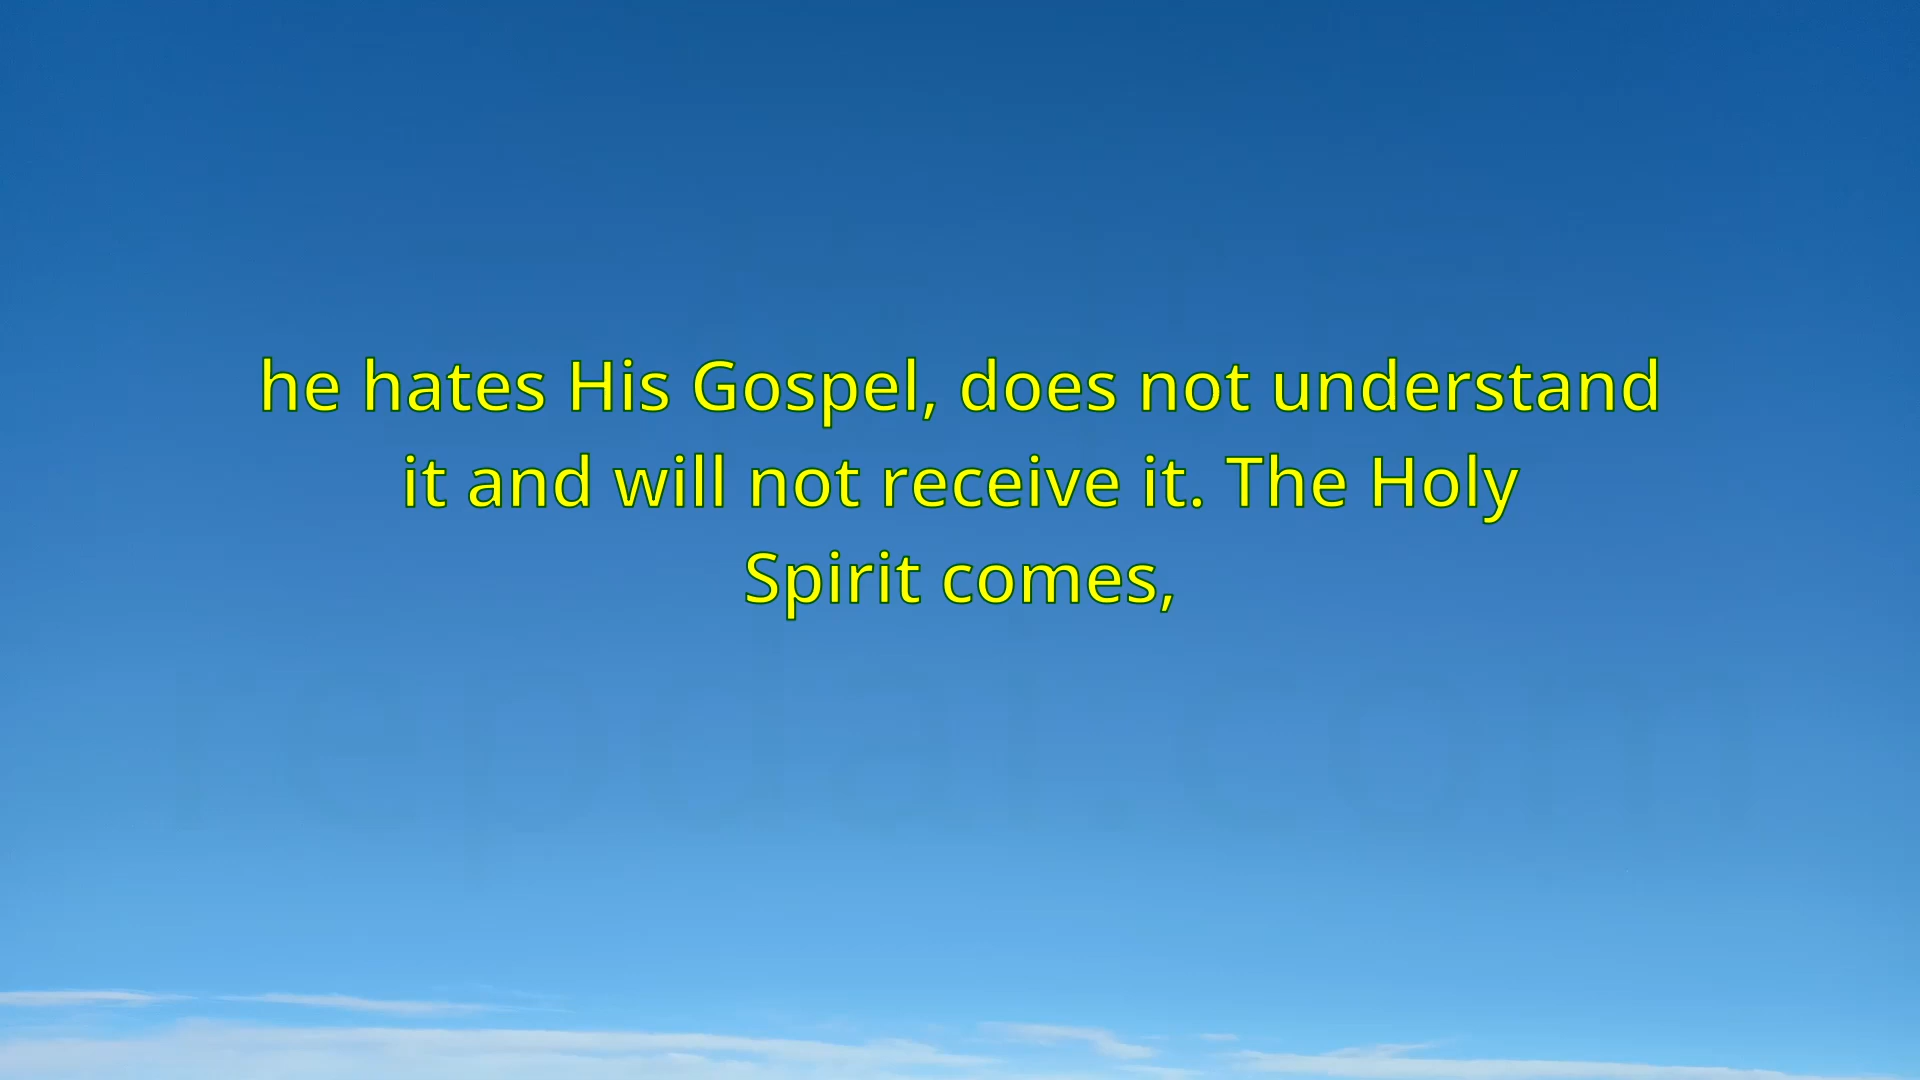 he hates His Gospel, does not understand
it and will not receive it. The Holy
Spirit comes,